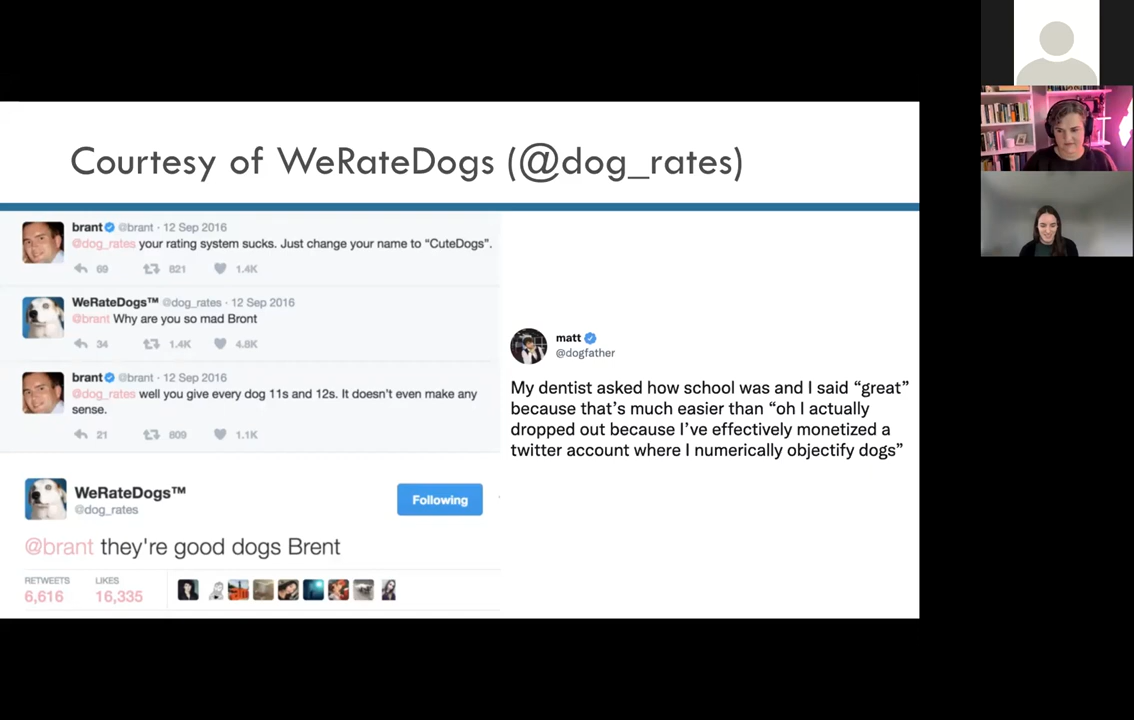 Courtesy of WeRateDogs (@dog_rates)
brant @brant · 12 Sep 2016
@dog_rates your rating system sucks. Just change your name to “CuteDogs”.
69 821 1.4K
WeRateDogs™ @dog_rates · 12 Sep 2016
@brant Why are you so mad Bront
34 1.4K 4.8K
brant @brant · 12 Sep 2016
@dog_rates well you give every dog 11s and 12s. It doesn't even make any
sense.
21 809 1.1K
WeRateDogs™
@dog_rates
Following
@brant they're good dogs Brent
RETWEETS LIKES
6,616 16,335
matt
@dogfather
My dentist asked how school was and I said “great”
because that’s much easier than “oh I actually
dropped out because I’ve effectively monetized a
twitter account where I numerically objectify dogs”